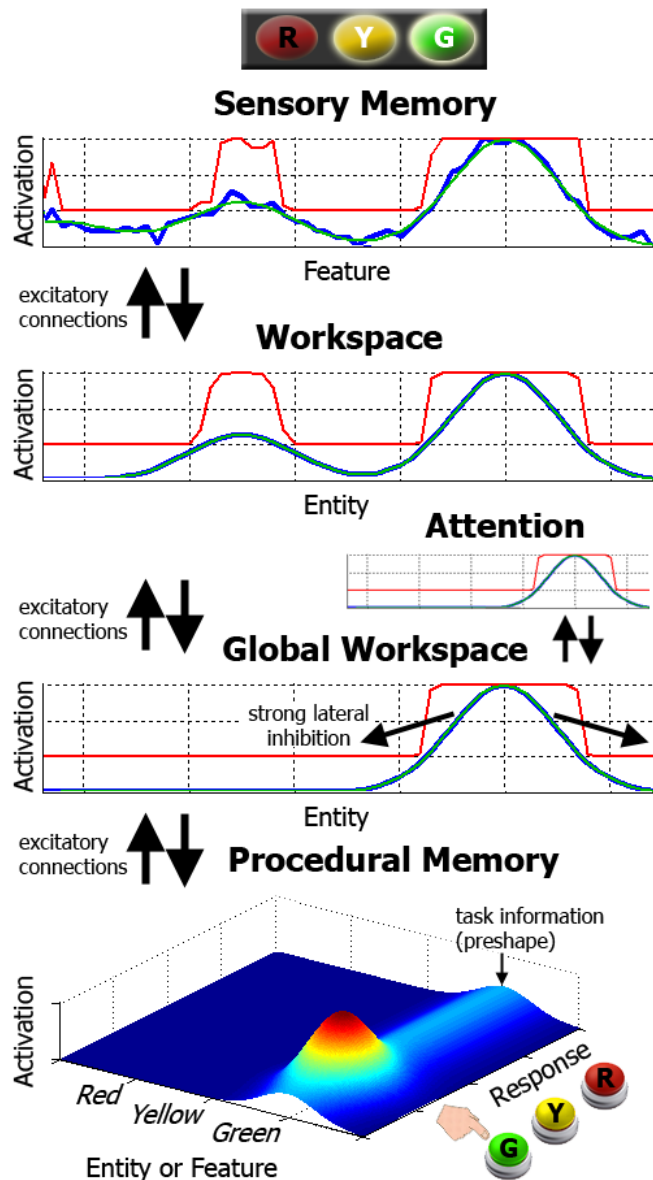 R Y G
Sensory Memory
Activation
Feature
excitatory
connections
Workspace
Activation
Entity
Attention
excitatory
connections
Global Workspace
strong lateral
inhibition
Activation
Entity
excitatory
connections
Procedural Memory
task information
(preshape)
Activation
Red
Yellow
Green
Entity or Feature
Response
R
Y
G